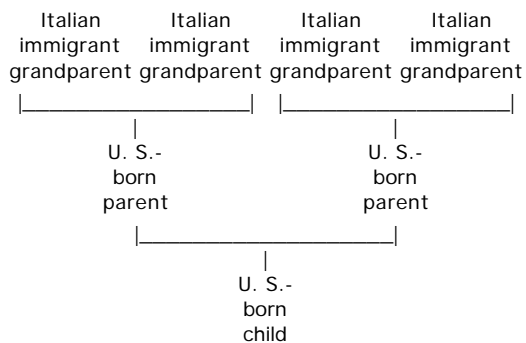 Italian Italian Italian Italian
immigrant immigrant immigrant immigrant
grandparent grandparent grandparent grandparent
U. S.- U. S.-
born born
parent parent
U. S.-
born
child